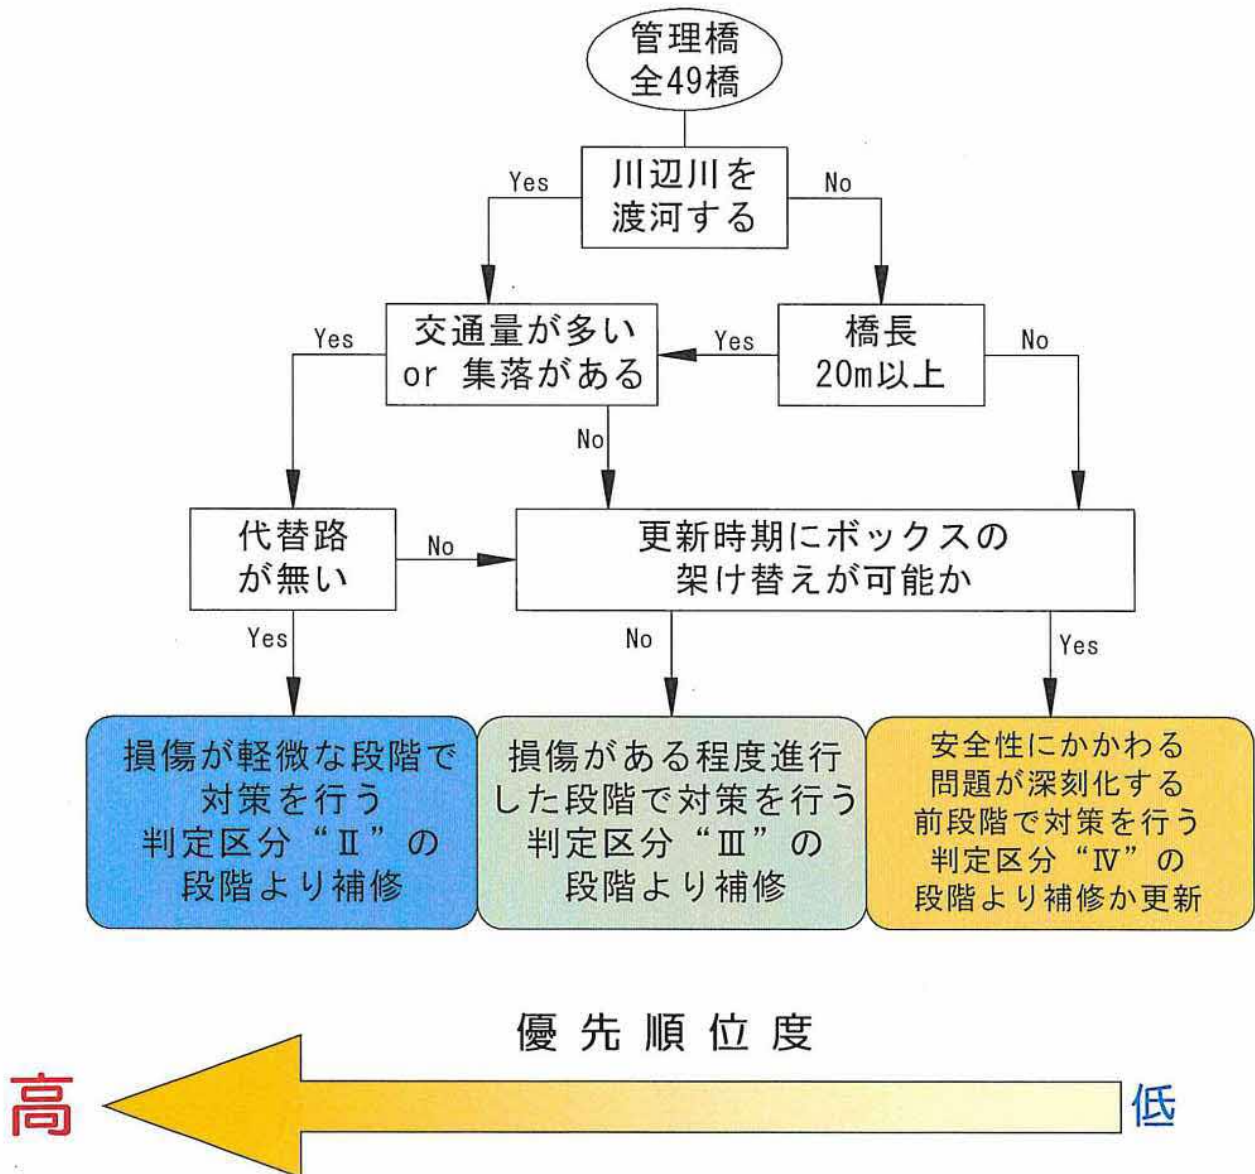 管理橋
全49橋
川辺川を
渡河する
Yes
No
交通量が多い
or 集落がある
橋長
20m以上
Yes
Yes
No
No
代替路
が無い
No
更新時期にボックスの
架け替えが可能か
Yes
No
Yes
損傷が軽微な段階で
対策を行う
判定区分“Ⅱ”の
段階より補修
損傷がある程度進行
した段階で対策を行う
判定区分“Ⅲ”の
段階より補修
安全性にかかわる
問題が深刻化する
前段階で対策を行う
判定区分“Ⅳ”の
段階より補修か更新
優先順位度
高
低